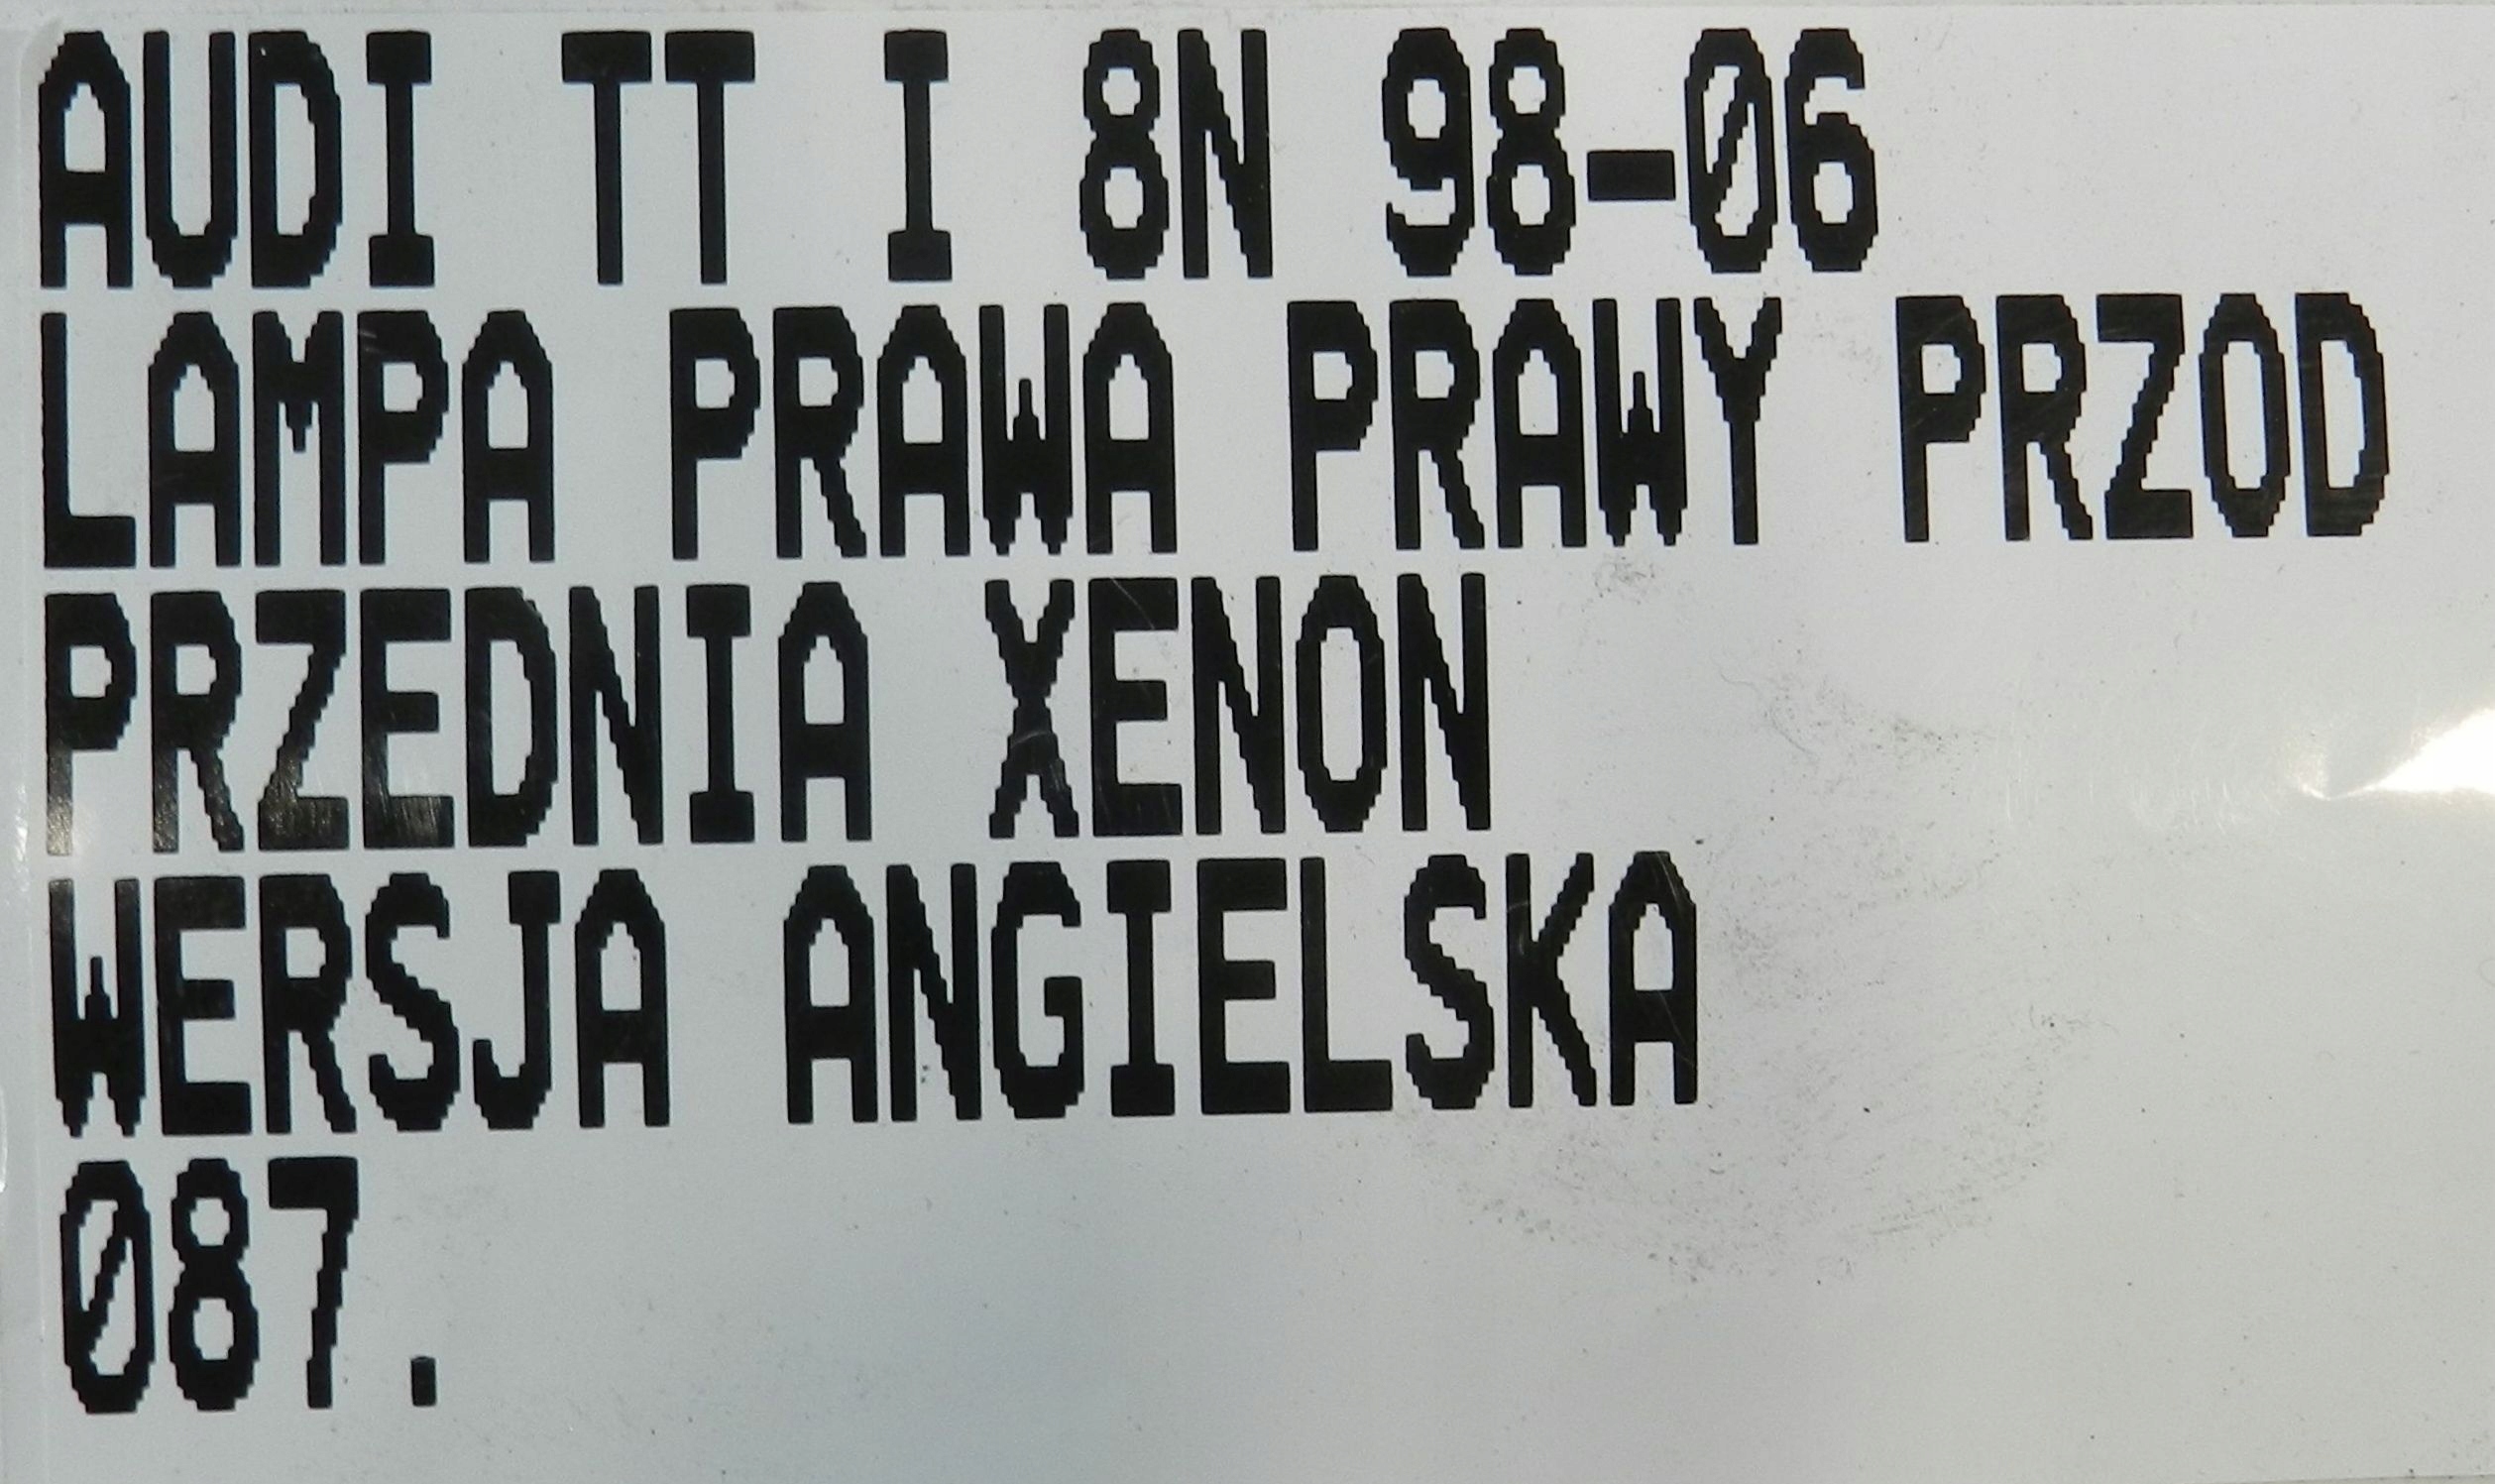 AUDI TT I 8N 98-06
LAMPA PRAWA PRAWY PRZOD
PRZEDNIA XENON
WERSJA ANGIELSKA
087.